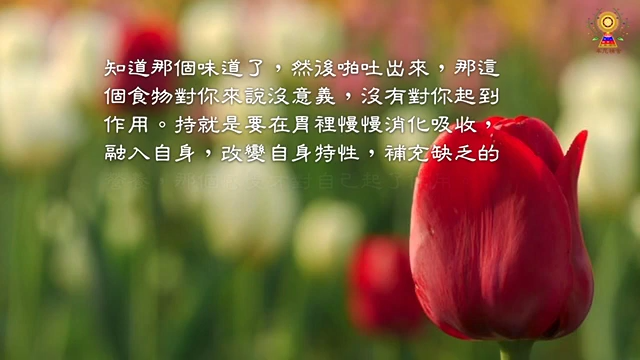 知道那個味道了，然後啪吐出來，那這
個食物對你來說沒意義，沒有對你起到
作用。持就是要在胃裡慢慢消化吸收，
融入自身，改變自身特性，補充缺乏的